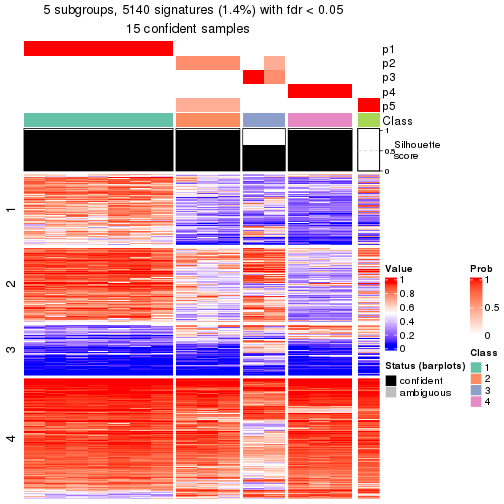 5 subgroups, 5140 signatures (1.4%) with fdr < 0.05
15 confident samples
p1
p2
p3
p4
p5
Class
1
0.5
0
Silhouette
score
1
2
3
4
Value
1
0.8
0.6
0.4
0.2
0
Status (barplots)
confident
ambiguous
Prob
1
0.5
0
Class
1
2
3
4